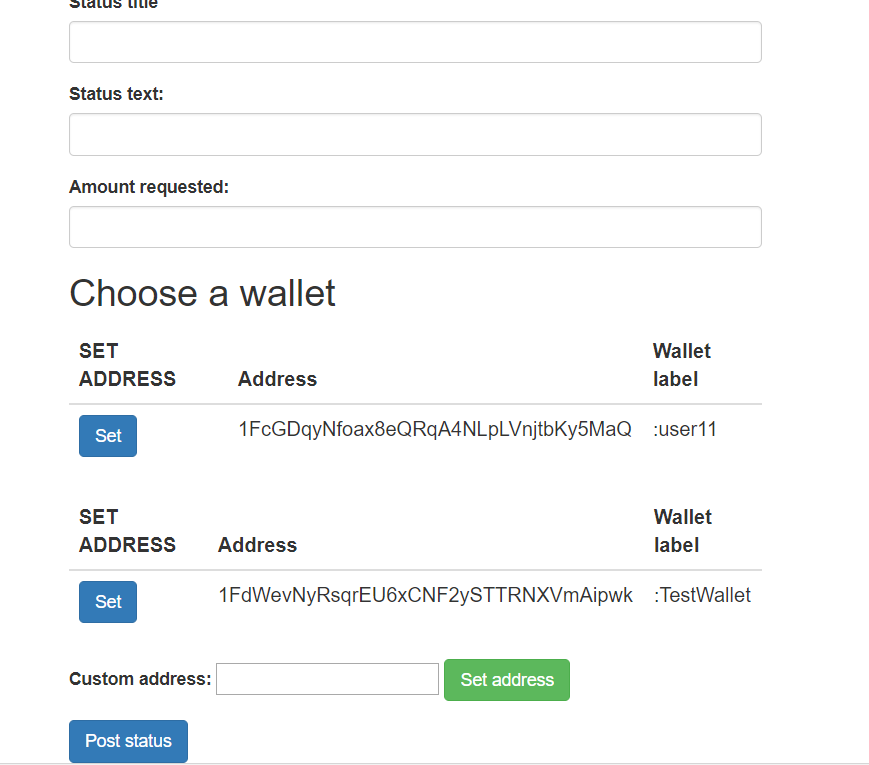 Status title
Status text:
Amount requested:
Choose a wallet
SET ADDRESS Address Wallet label
Set 1FcGDqyNfoax8eQRqA4NLpLVnjtbKy5MaQ :user11
SET ADDRESS Address Wallet label
Set 1FdWevNyRsqrEU6xCNF2ySTTRNXVmAipwk :TestWallet
Custom address: Set address
Post status